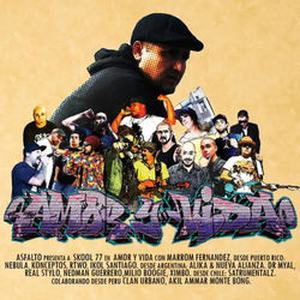 AMOR Y VIDA
ASFALTO PRESENTA A SKOOL 77 EN AMOR Y VIDA CON MARROM FERNANDEZ. DESDE PUERTO RICO:
NEBULA, KONCEPTOS, RTWO, IKOL SANTIAGO. DESDE ARGENTINA: ALIKA & NUEVA ALIANZA, DR MYAL,
REAL STYLO, NEDMAN GUERRERO, MILIO BOOGIE, XIMBO. DESDE CHILE: SATRUMENTALZ.
COLABORANDO DESDE PERU CLAN URBANO, AKIL AMMAR MONTE BONG.